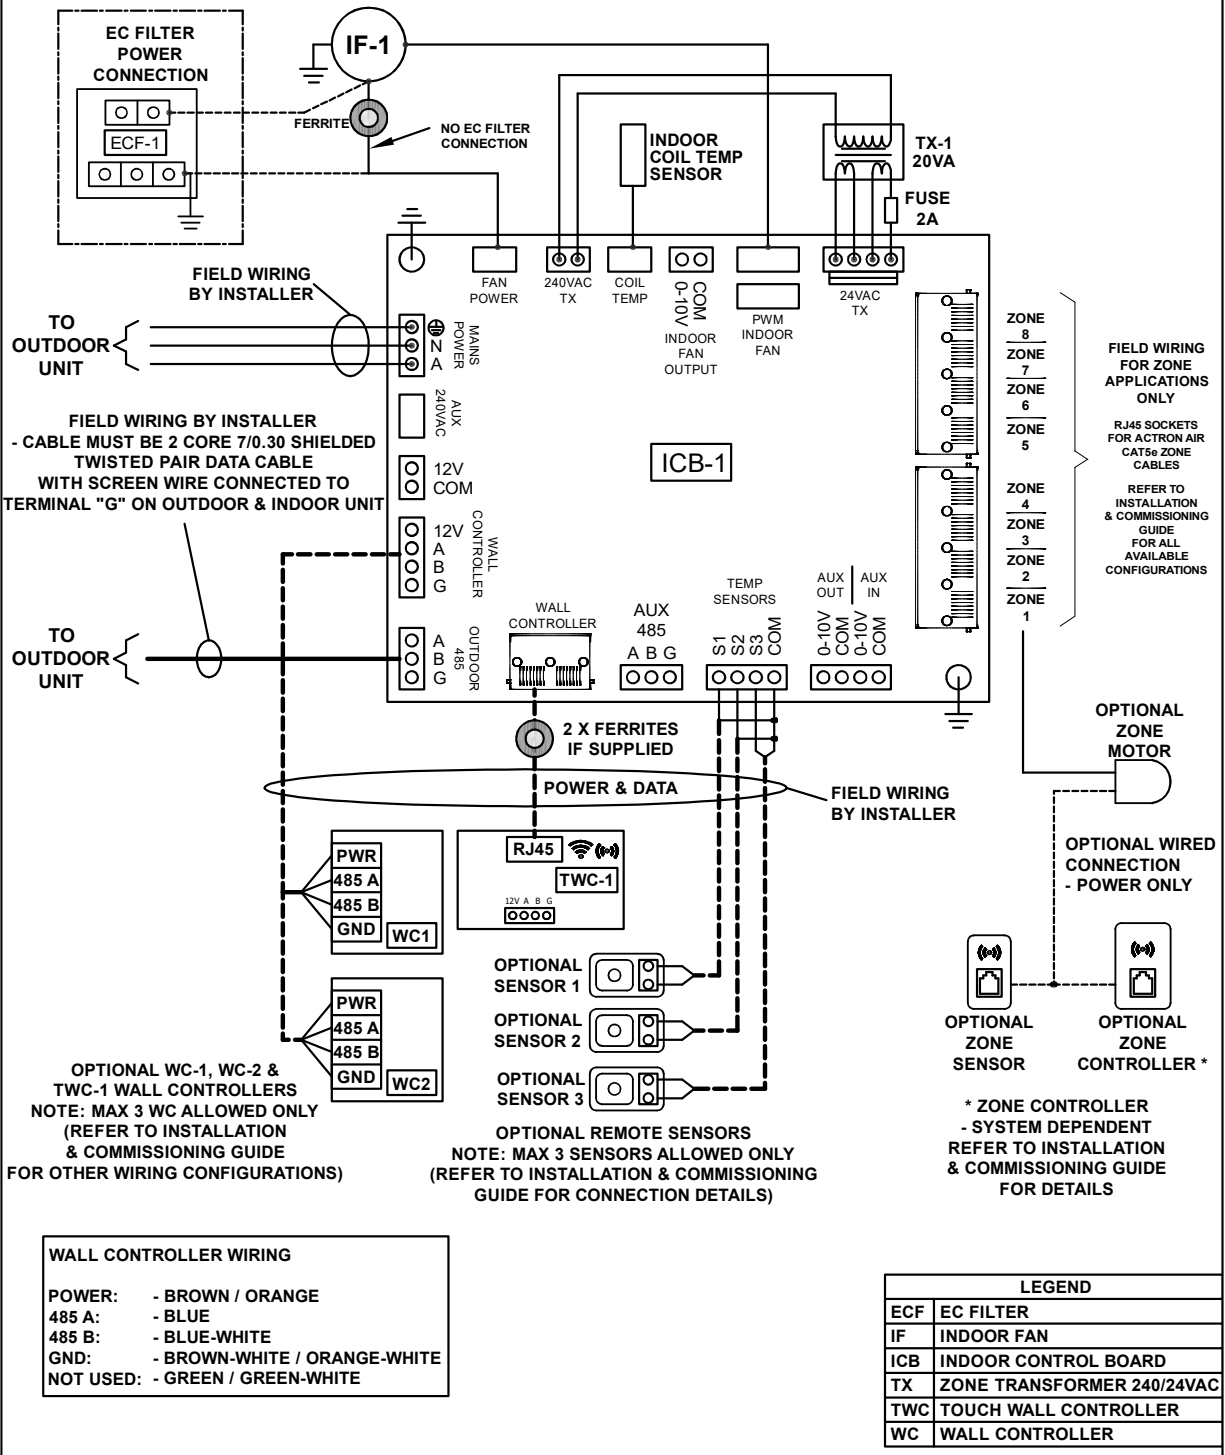 EC FILTER
POWER
CONNECTION
ECF-1
IF-1
FERRITE
NO EC FILTER
CONNECTION
INDOOR
COIL TEMP
SENSOR
TX-1
20VA
FUSE
2A
FIELD WIRING
BY INSTALLER
TO
OUTDOOR
UNIT
FAN
POWER
240VAC
TX
COIL
TEMP
COM
0-10V
INDOOR
FAN
OUTPUT
PWM
INDOOR
FAN
24VAC
TX
N
A
MAINS
POWER
AUX
240VAC
12V
COM
12V
A
B
G
WALL
CONTROLLER
A
B
G
OUTDOOR
485
ICB-1
FIELD WIRING BY INSTALLER
- CABLE MUST BE 2 CORE 7/0.30 SHIELDED
TWISTED PAIR DATA CABLE
WITH SCREEN WIRE CONNECTED TO
TERMINAL "G" ON OUTDOOR & INDOOR UNIT
TO
OUTDOOR
UNIT
WALL
CONTROLLER
AUX
485
A B G
TEMP
SENSORS
S1
S2
S3
COM
AUX
OUT
AUX
IN
0-10V
COM
0-10V
COM
ZONE
8
ZONE
7
ZONE
6
ZONE
5
ZONE
4
ZONE
3
ZONE
2
ZONE
1
FIELD WIRING
FOR ZONE
APPLICATIONS
ONLY
RJ45 SOCKETS
FOR ACTRON AIR
CAT5e ZONE
CABLES
REFER TO
INSTALLATION
& COMMISSIONING
GUIDE
FOR ALL
AVAILABLE
CONFIGURATIONS
2 X FERRITES
IF SUPPLIED
POWER & DATA
FIELD WIRING
BY INSTALLER
OPTIONAL
ZONE
MOTOR
OPTIONAL WIRED
CONNECTION
- POWER ONLY
PWR
485 A
485 B
GND
WC1
RJ45
TWC-1
12V A B G
PWR
485 A
485 B
GND
WC2
OPTIONAL
SENSOR 1
OPTIONAL
SENSOR 2
OPTIONAL
SENSOR 3
OPTIONAL
ZONE
SENSOR
OPTIONAL
ZONE
CONTROLLER *
OPTIONAL WC-1, WC-2 &
TWC-1 WALL CONTROLLERS
NOTE: MAX 3 WC ALLOWED ONLY
(REFER TO INSTALLATION
& COMMISSIONING GUIDE
FOR OTHER WIRING CONFIGURATIONS)
OPTIONAL REMOTE SENSORS
NOTE: MAX 3 SENSORS ALLOWED ONLY
(REFER TO INSTALLATION & COMMISSIONING
GUIDE FOR CONNECTION DETAILS)
* ZONE CONTROLLER
- SYSTEM DEPENDENT
REFER TO INSTALLATION
& COMMISSIONING GUIDE
FOR DETAILS
WALL CONTROLLER WIRING
POWER: - BROWN / ORANGE
485 A: - BLUE
485 B: - BLUE-WHITE
GND: - BROWN-WHITE / ORANGE-WHITE
NOT USED: - GREEN / GREEN-WHITE
LEGEND
ECF EC FILTER
IF INDOOR FAN
ICB INDOOR CONTROL BOARD
TX ZONE TRANSFORMER 240/24VAC
TWC TOUCH WALL CONTROLLER
WC WALL CONTROLLER